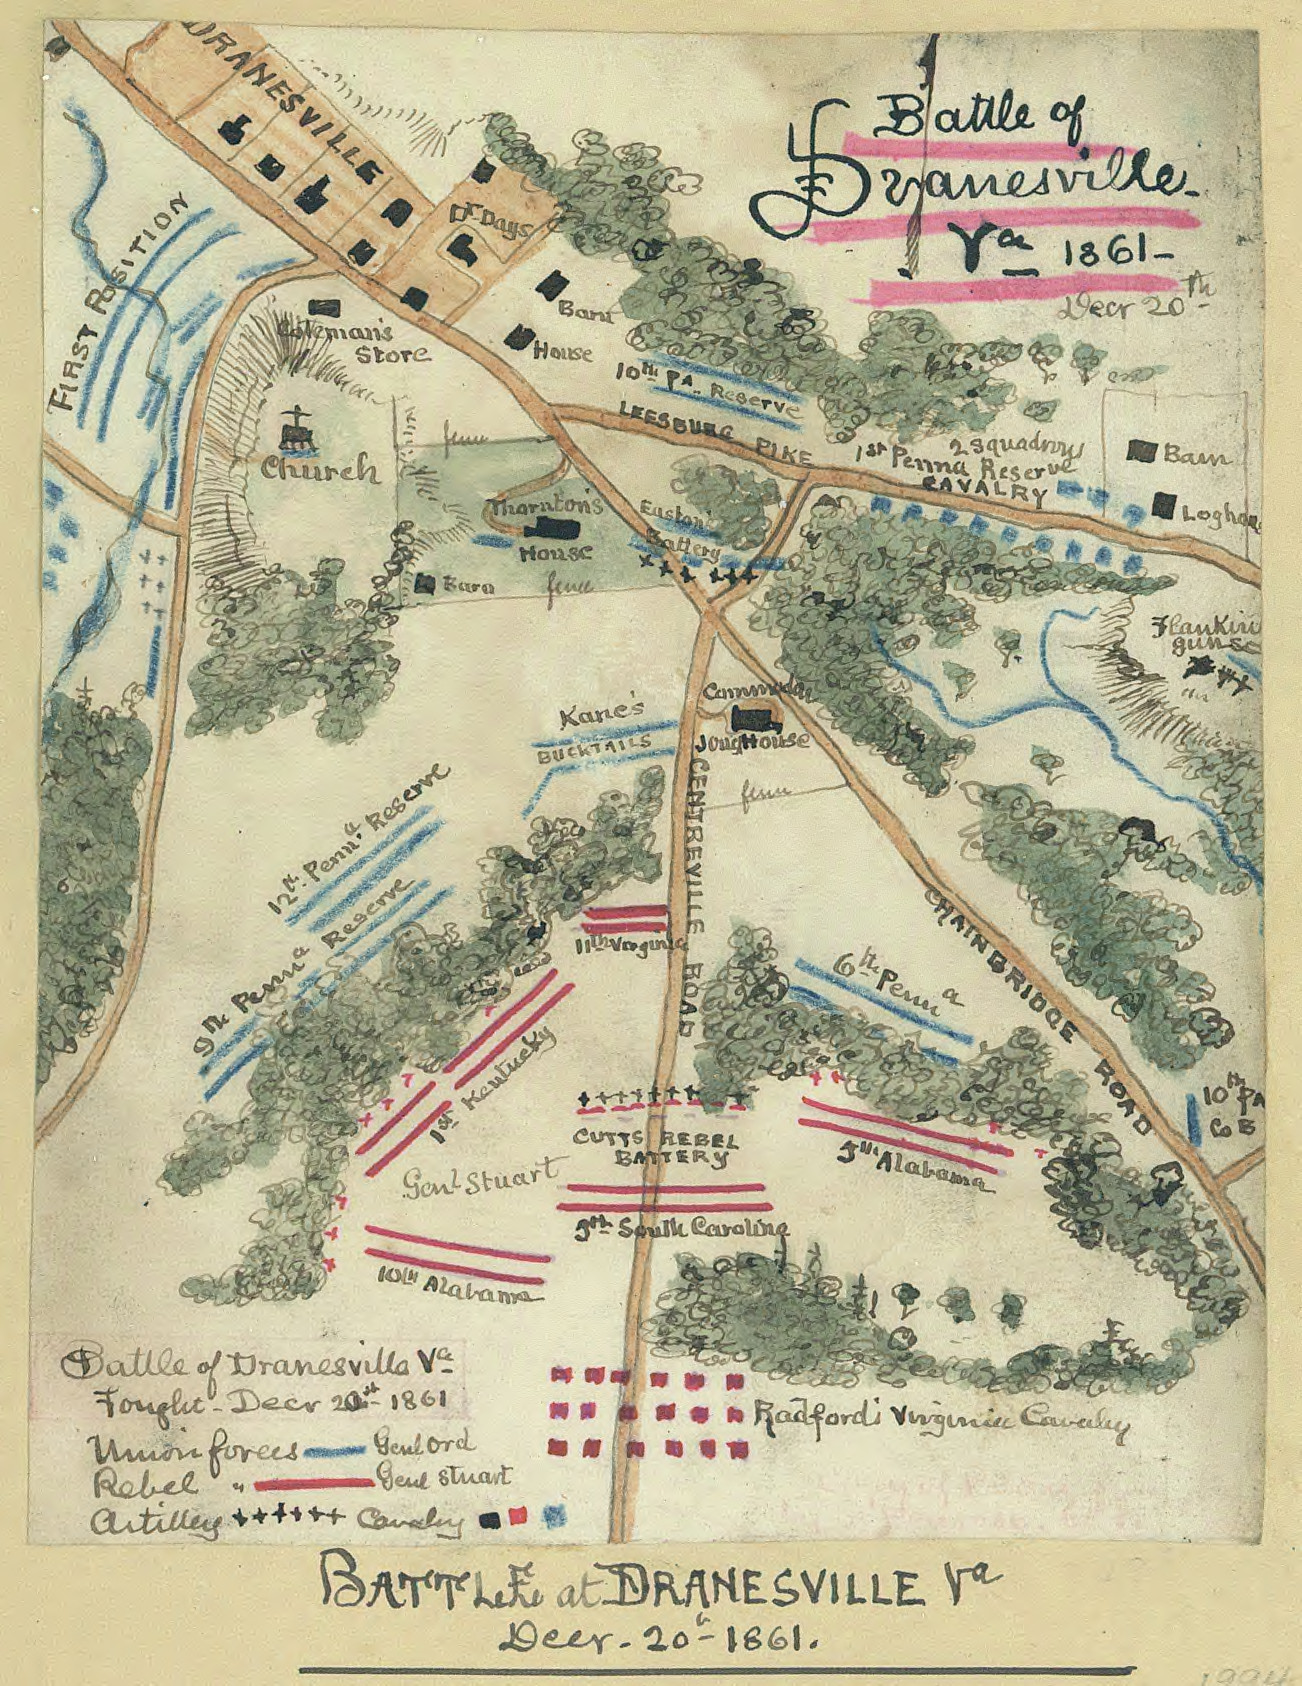 DRANESVILLE
Battle of
Dranesville
Va 1861-
Decr 20th
FIRST POSITION
Dr Days
Barn
House
Coleman's
Store
10th Pa. Reserve
LEESBURG PIKE
2 Squadrons
1st Penna Reserve
CAVALRY
Barn
Church
fence
Thornton's
House
Easton's
Battery
Barn
fence
guns
Kane's
BUCKTAILS
House
fence
CENTREVILLE ROAD
CHAINBRIDGE ROAD
12th Penna Reserve
9th Penna Reserve
11th Virginia
6th Penna
1st Kentucky
10th PA
Co B
CUTTS REBEL
BATTERY
Genl Stuart
5th Alabama
9th South Carolina
10th Alabama
Battle of Dranesville Va
Fought - Decr 20th 1861
Union forces Genl Ord
Rebel " Genl Stuart
Artillery Cavalry
Radford's Virginia Cavalry
BATTLE at DRANESVILLE Va
Decr. 20th 1861.
1994